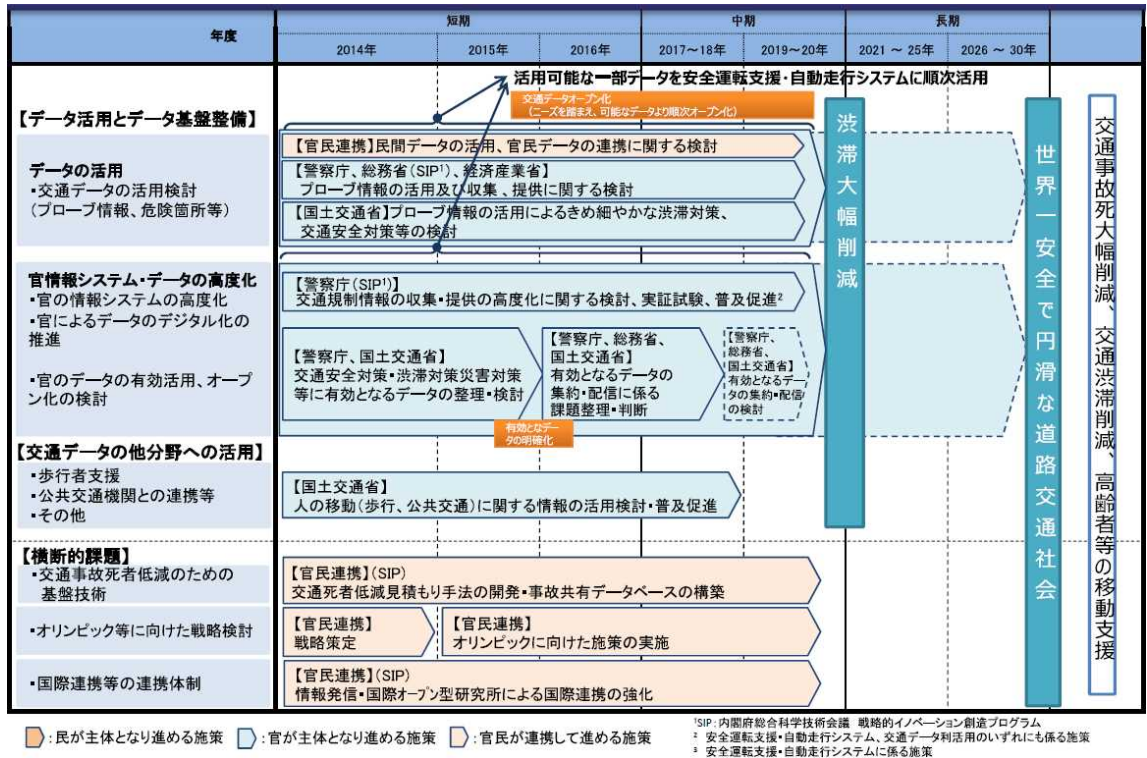 年度
短期
中期
長期
2014年
2015年
2016年
2017～18年
2019～20年
2021 ～ 25年
2026 ～ 30年
活用可能な一部データを安全運転支援・自動走行システムに順次活用
交通データオープン化
(ニーズを踏まえ、可能なデータより順次オープン化)
【データ活用とデータ基盤整備】
データの活用
・交通データの活用検討
(プローブ情報、危険箇所等)
【官民連携】民間データの活用、官民データの連携に関する検討
【警察庁、総務省(SIP¹)、経済産業省】
プローブ情報の活用及び収集、提供に関する検討
【国土交通省】プローブ情報の活用によるきめ細やかな渋滞対策、
交通安全対策等の検討
官情報システム・データの高度化
・官の情報システムの高度化
・官によるデータのデジタル化の
推進
・官のデータの有効活用、オープ
ン化の検討
【警察庁(SIP¹)】
交通規制情報の収集・提供の高度化に関する検討、実証試験、普及促進²
【警察庁、国土交通省】
交通安全対策・渋滞対策災害対策
等に有効となるデータの整理・検討
【警察庁、総務省、
国土交通省】
有効となるデータの
集約・配信に係る
課題整理・判断
【警察庁、
総務省、
国土交通省】
有効となるデー
タの集約・配信
の検討
有効となデー
タの明確化
【交通データの他分野への活用】
・歩行者支援
・公共交通機関との連携等
・その他
【国土交通省】
人の移動(歩行、公共交通)に関する情報の活用検討・普及促進
【横断的課題】
・交通事故死者低減のための
基盤技術
【官民連携】(SIP)
交通死者低減見積もり手法の開発・事故共有データベースの構築
・オリンピック等に向けた戦略検討
【官民連携】
戦略策定
【官民連携】
オリンピックに向けた施策の実施
・国際連携等の連携体制
【官民連携】(SIP)
情報発信・国際オープン型研究所による国際連携の強化
渋滞大幅削減
世界一安全で円滑な道路交通社会
交通事故死大幅削減、交通渋滞削減、高齢者等の移動支援
:民が主体となり進める施策
:官が主体となり進める施策
:官民が連携して進める施策
¹SIP:内閣府総合科学技術会議 戦略的イノベーション創造プログラム
² 安全運転支援・自動走行システム、交通データ利活用のいずれにも係る施策
³ 安全運転支援・自動走行システムに係る施策